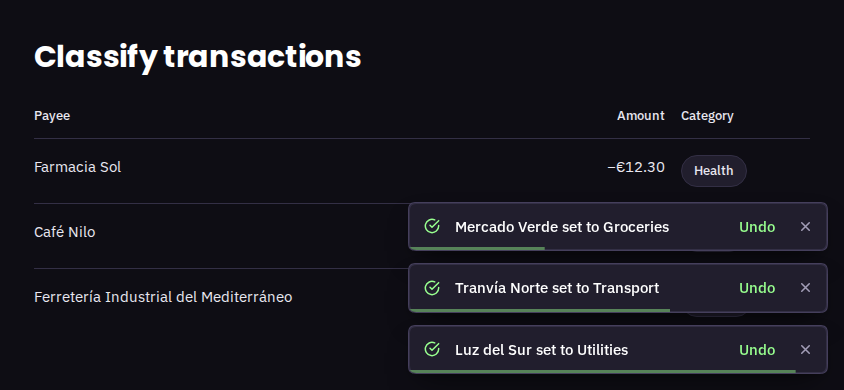 Classify transactions
Payee Amount Category
Farmacia Sol −€12.30 Health
Café Nilo
Mercado Verde set to Groceries Undo
Tranvía Norte set to Transport Undo
Ferretería Industrial del Mediterráneo
Luz del Sur set to Utilities Undo